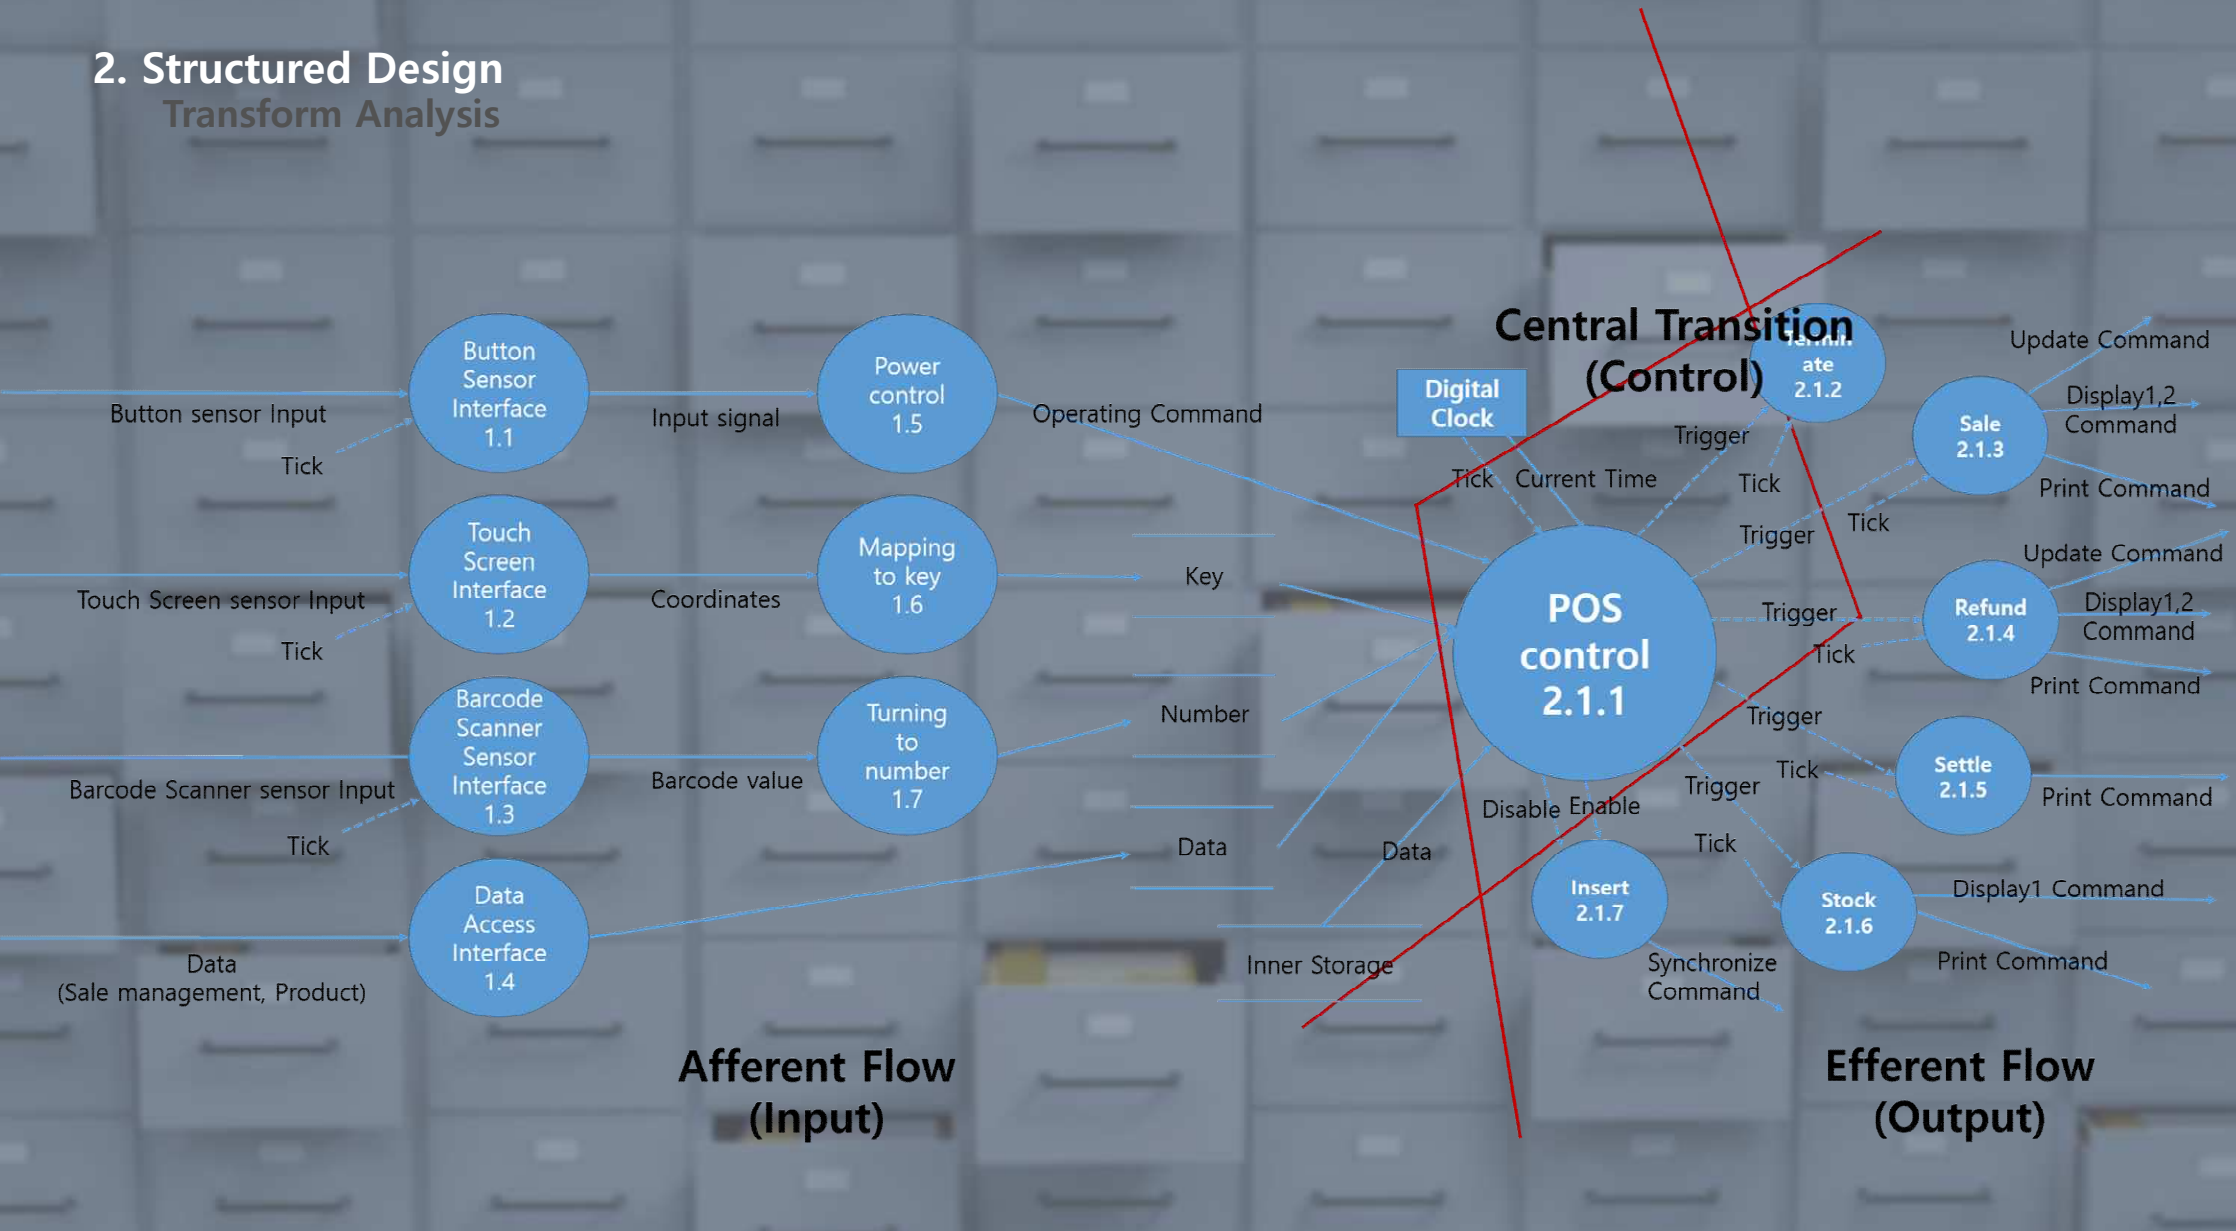 2. Structured Design
Transform Analysis
Button
Sensor
Interface
1.1
Power
control
1.5
Button sensor Input
Input signal
Operating Command
Tick
Touch
Screen
Interface
1.2
Mapping
to key
1.6
Touch Screen sensor Input
Coordinates
Key
Tick
Barcode
Scanner
Sensor
Interface
1.3
Turning
to
number
1.7
Number
Barcode Scanner sensor Input
Barcode value
Tick
Data
Access
Interface
1.4
Data
Data
Data
(Sale management, Product)
Inner Storage
Afferent Flow
(Input)
Central Transition
(Control)
Digital
Clock
Tick
Current Time
Terminate
ate
2.1.2
Trigger
Tick
POS
control
2.1.1
Sale
2.1.3
Trigger
Tick
Update Command
Display1,2
Command
Print Command
Refund
2.1.4
Trigger
Tick
Update Command
Display1,2
Command
Print Command
Settle
2.1.5
Trigger
Tick
Print Command
Disable
Enable
Insert
2.1.7
Synchronize
Command
Trigger
Tick
Stock
2.1.6
Display1 Command
Print Command
Efferent Flow
(Output)